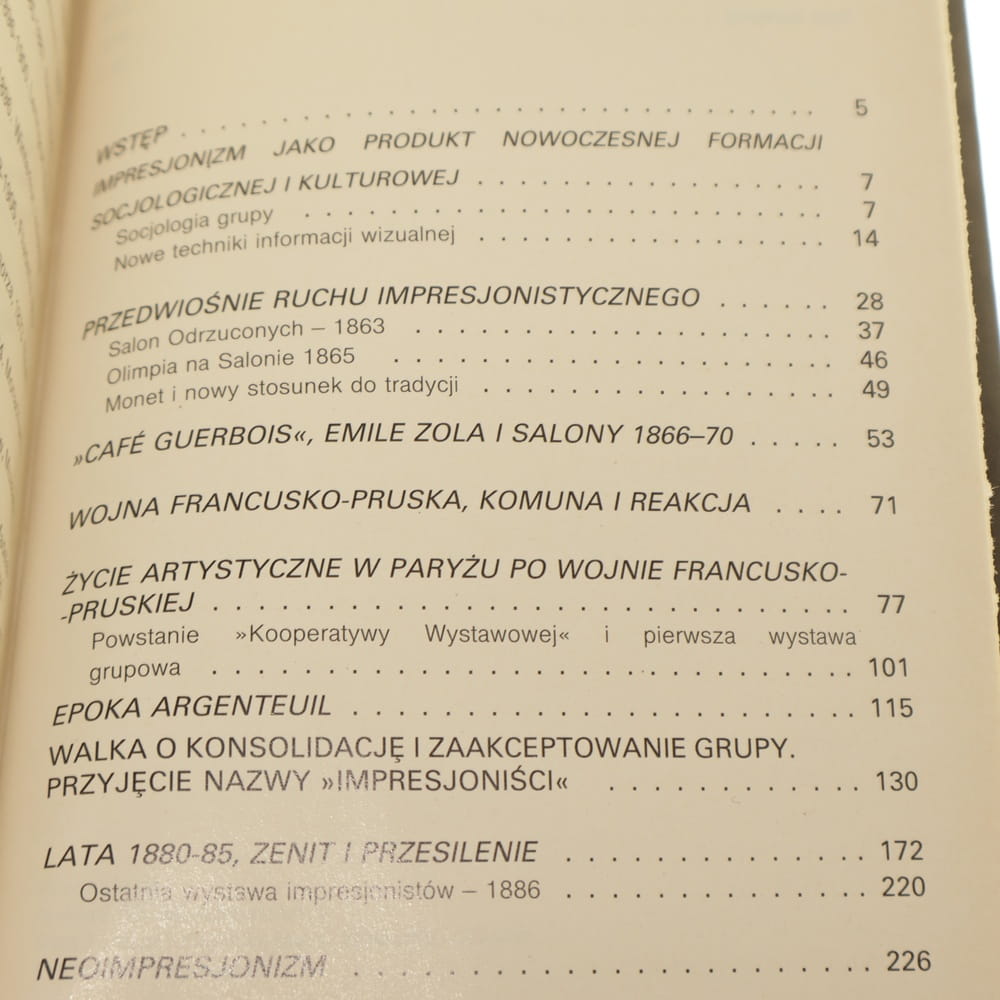 WSTĘP . . . . . . . . . . . . . . . . . . . . . . . . . . . . 5
IMPRESJONIZM JAKO PRODUKT NOWOCZESNEJ FORMACJI
SOCJOLOGICZNEJ I KULTUROWEJ . . . . . . . . . . . . . . . 7
Socjologia grupy . . . . . . . . . . . . . . . . . . . . . . . 7
Nowe techniki informacji wizualnej . . . . . . . . . . . . . . . 14
PRZEDWIOŚNIE RUCHU IMPRESJONISTYCZNEGO . . . . . . 28
Salon Odrzuconych – 1863 . . . . . . . . . . . . . . . . . . 37
Olimpia na Salonie 1865 . . . . . . . . . . . . . . . . . . . 46
Monet i nowy stosunek do tradycji . . . . . . . . . . . . . . . 49
»CAFÉ GUERBOIS«, EMILE ZOLA I SALONY 1866–70 . . . . . 53
WOJNA FRANCUSKO-PRUSKA, KOMUNA I REAKCJA . . . . 71
ŻYCIE ARTYSTYCZNE W PARYŻU PO WOJNIE FRANCUSKO-
-PRUSKIEJ . . . . . . . . . . . . . . . . . . . . . . . . . . . 77
Powstanie »Kooperatywy Wystawowej« i pierwsza wystawa
grupowa . . . . . . . . . . . . . . . . . . . . . . . . . . . . 101
EPOKA ARGENTEUIL . . . . . . . . . . . . . . . . . . . . . . 115
WALKA O KONSOLIDACJĘ I ZAAKCEPTOWANIE GRUPY.
PRZYJĘCIE NAZWY »IMPRESJONIŚCI« . . . . . . . . . . . 130
LATA 1880-85, ZENIT I PRZESILENIE . . . . . . . . . . . . . 172
Ostatnia wystawa impresjonistów – 1886 . . . . . . . . . . . . . 220
NEOIMPRESJONIZM . . . . . . . . . . . . . . . . . . . . . . . 226